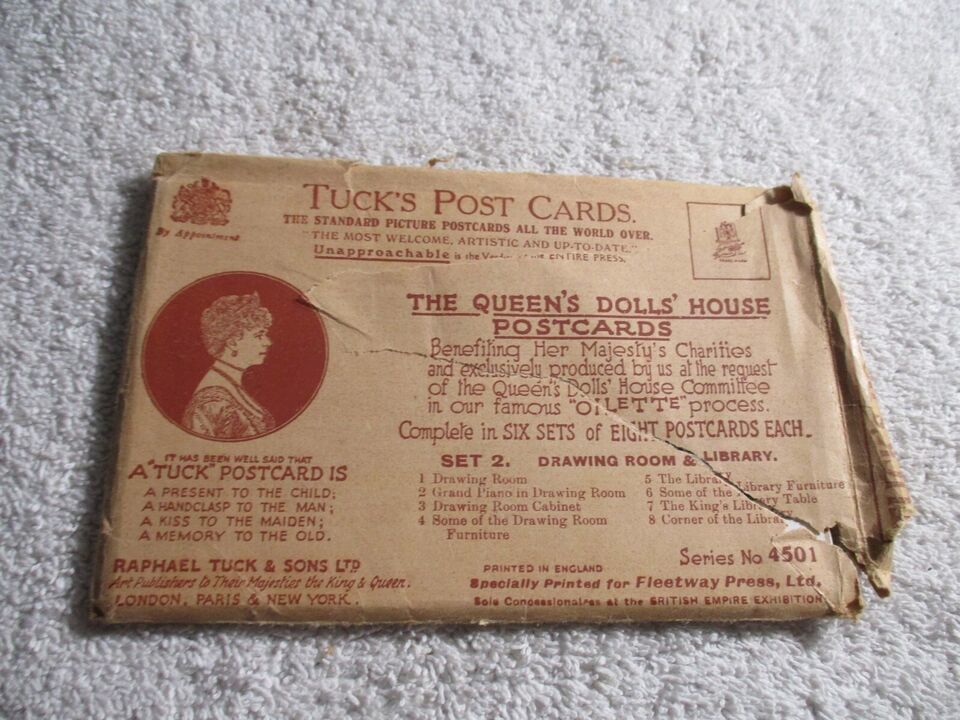 TUCK'S POST CARDS.
THE STANDARD PICTURE POSTCARDS ALL THE WORLD OVER.
"THE MOST WELCOME, ARTISTIC AND UP-TO-DATE."
Unapproachable is the ENTIRE PRESS.
By Appointment
THE QUEEN'S DOLLS' HOUSE
POSTCARDS
Benefiting Her Majesty's Charities
and exclusively produced by us at the request
of the Queen's Dolls' House Committee
in our famous "OILETTE" process.
Complete in SIX SETS of EIGHT POSTCARDS EACH.
SET 2. DRAWING ROOM & LIBRARY.
1 Drawing Room
2 Grand Piano in Drawing Room
3 Drawing Room Cabinet
4 Some of the Drawing Room
Furniture
5 The Library
6 Some of the Library Furniture
7 The King's Library Table
8 Corner of the Library
Series No 4501
IT HAS BEEN WELL SAID THAT
A "TUCK" POSTCARD IS
A PRESENT TO THE CHILD;
A HANDCLASP TO THE MAN;
A KISS TO THE MAIDEN;
A MEMORY TO THE OLD.
RAPHAEL TUCK & SONS LTD
Art Publishers to Their Majesties the King & Queen.
LONDON, PARIS & NEW YORK.
PRINTED IN ENGLAND
Specially Printed for Fleetway Press, Ltd.
Sole Concessionaires at the BRITISH EMPIRE EXHIBITION